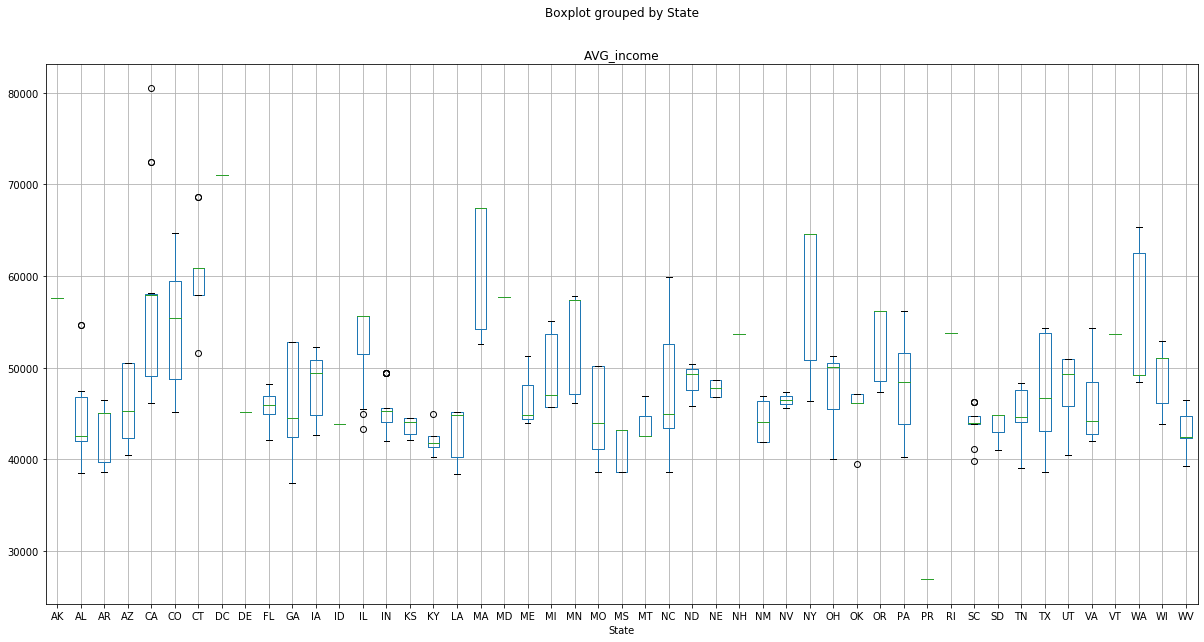 Boxplot grouped by State
AVG_income
80000
70000
60000
50000
40000
30000
AK AL AR AZ CA CO CT DC DE FL GA IA ID IL IN KS KY LA MA MD ME MI MN MO MS MT NC ND NE NH NM NV NY OH OK OR PA PR RI SC SD TN TX UT VA VT WA WI WV
State